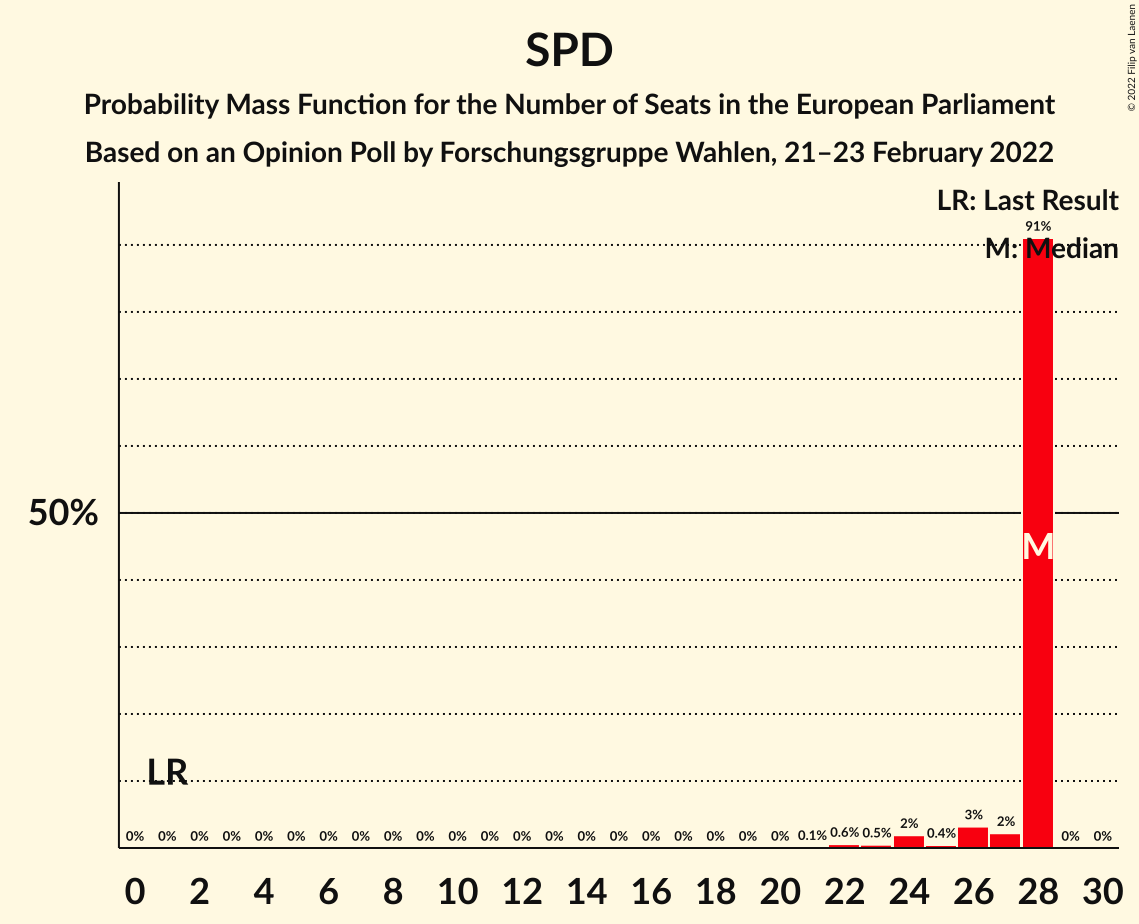 SPD
Probability Mass Function for the Number of Seats in the European Parliament
Based on an Opinion Poll by Forschungsgruppe Wahlen, 21–23 February 2022
© 2022 Filip van Laenen
LR: Last Result
91%
M: Median
50%
M
LR
0% 0% 0% 0% 0% 0% 0% 0% 0% 0% 0% 0% 0% 0% 0% 0% 0% 0% 0% 0% 0% 0.1% 0.6% 0.5% 2% 0.4% 3% 2% 0% 0%
0 2 4 6 8 10 12 14 16 18 20 22 24 26 28 30